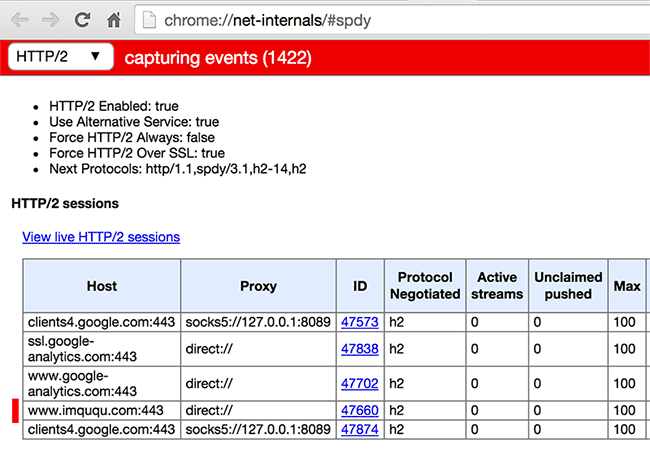 chrome://net-internals/#spdy
HTTP/2 ▼ capturing events (1422)
• HTTP/2 Enabled: true
• Use Alternative Service: true
• Force HTTP/2 Always: false
• Force HTTP/2 Over SSL: true
• Next Protocols: http/1.1,spdy/3.1,h2-14,h2
HTTP/2 sessions
View live HTTP/2 sessions
Host Proxy ID Protocol Negotiated Active streams Unclaimed pushed Max
clients4.google.com:443 socks5://127.0.0.1:8089 47573 h2 0 0 100
ssl.google-analytics.com:443 direct:// 47838 h2 0 0 100
www.google-analytics.com:443 direct:// 47702 h2 0 0 100
www.imququ.com:443 direct:// 47660 h2 0 0 100
clients4.google.com:443 socks5://127.0.0.1:8089 47874 h2 0 0 100